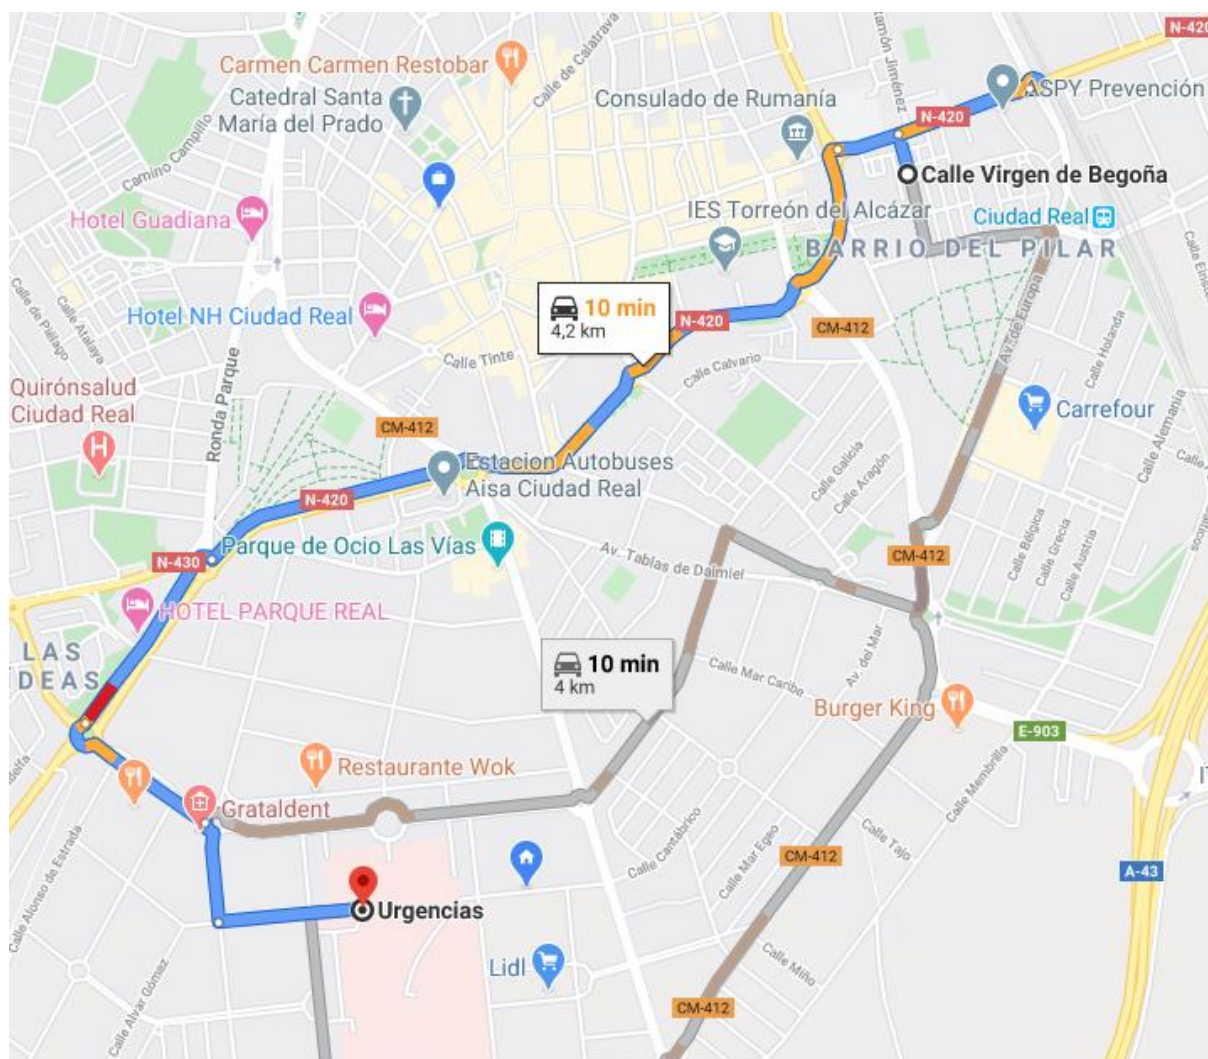 N-420
Carmen Carmen Restobar
Calle de Calatrava
Ramón Jiménez
Catedral Santa
María del Prado
Consulado de Rumanía
ASPY Prevención
N-420
Camino Campillo
Calle Virgen de Begoña
Hotel Guadiana
IES Torreón del Alcázar
Ciudad Real
BARRIO DEL PILAR
Calle de Piélago
Calle Atalaya
Hotel NH Ciudad Real
10 min
4,2 km
N-420
CM-412
Av. de Europa
Calle Holanda
Calle Tinte
Calle Calvario
Ronda Parque
Quirónsalud
Ciudad Real
Carrefour
CM-412
Calle Alemania
Estacion Autobuses
Aisa Ciudad Real
Calle Galicia
Calle Aragón
N-420
Parque de Ocio Las Vías
N-430
Av. Tablas de Daimiel
CM-412
Calle Bélgica
Calle Grecia
Calle Austria
HOTEL PARQUE REAL
LAS
DEAS
10 min
4 km
Calle Mar Caribe
Av. del Mar
Burger King
E-903
Restaurante Wok
Calle Membrilla
Grataldent
Calle Alonso de Estrada
Calle Cantábrico
Calle Mar Egeo
Calle Tajo
CM-412
A-43
Urgencias
Lidl
Calle Alvar Gómez
Calle Miño
CM-412